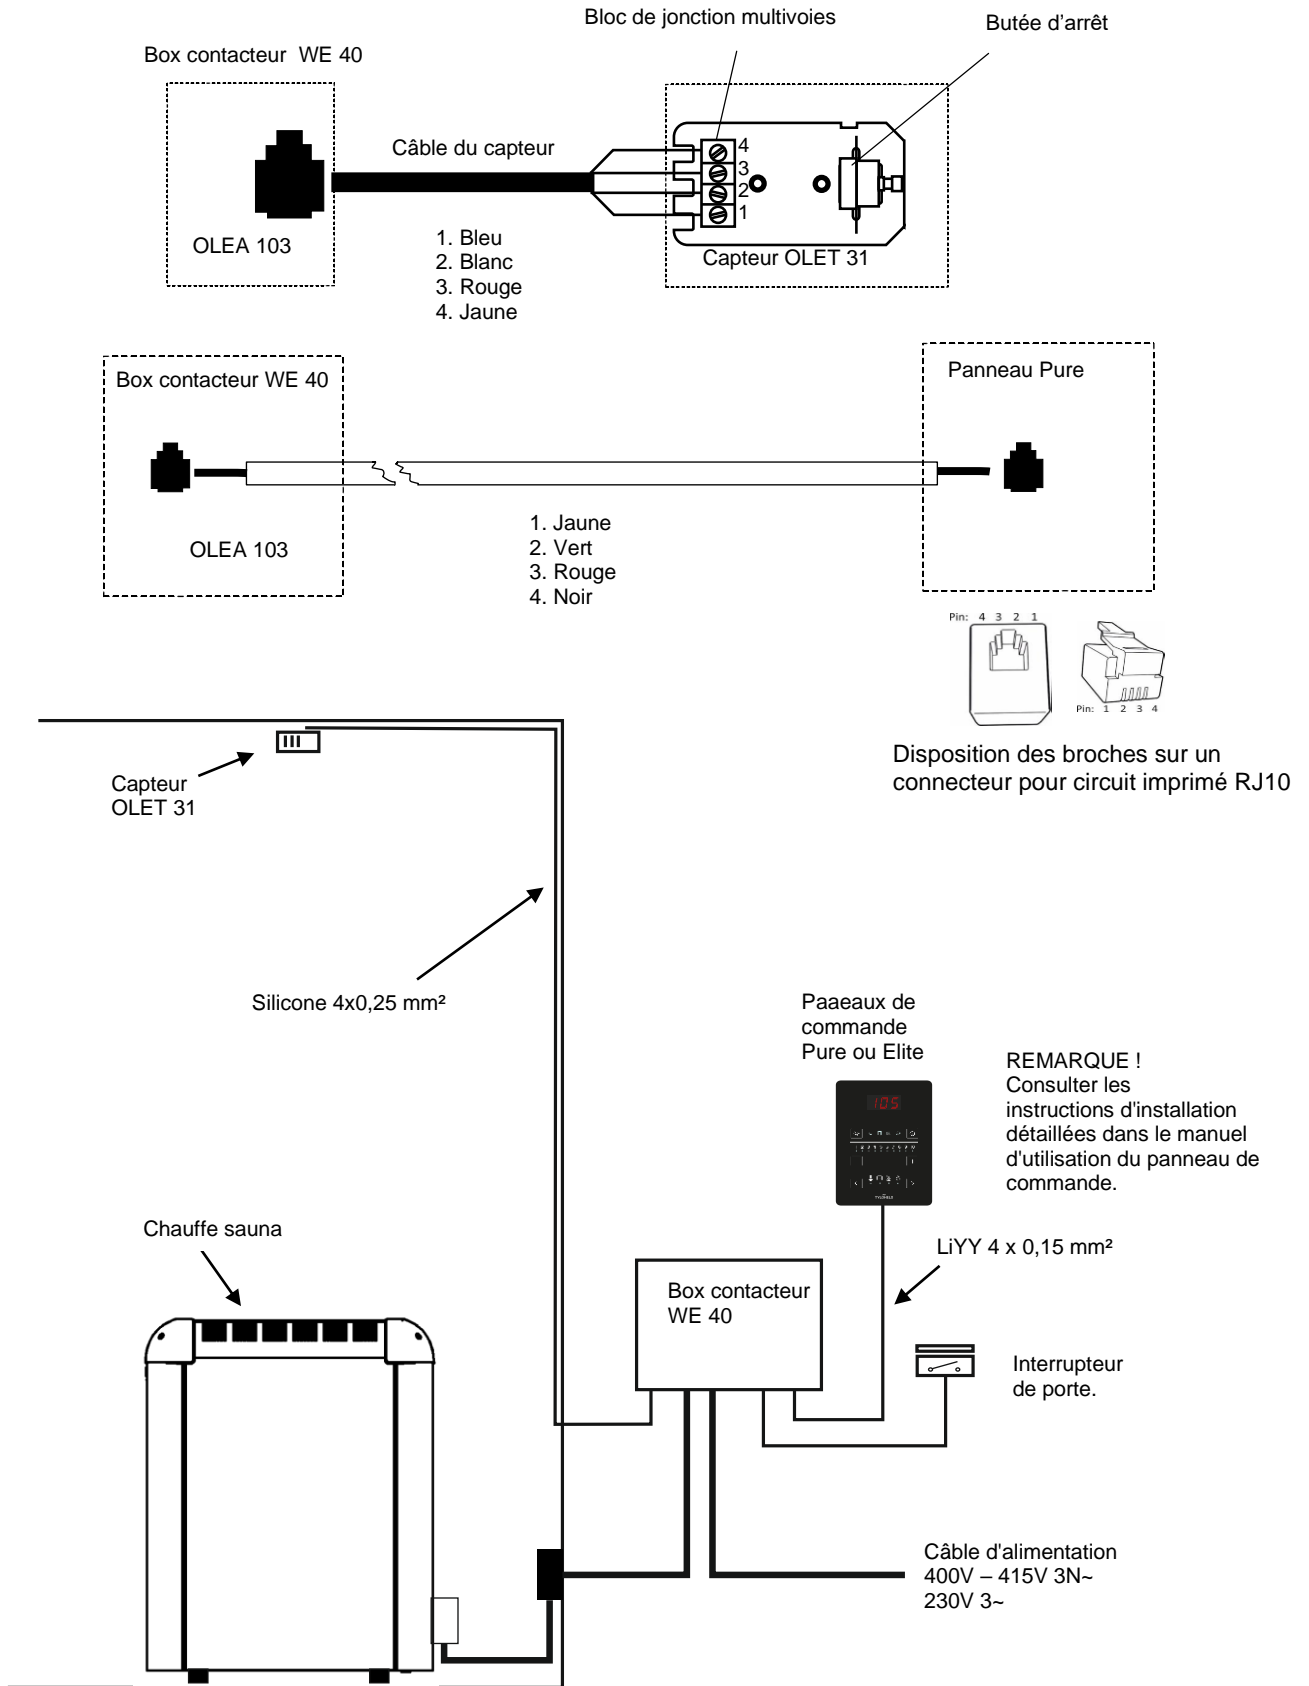 Bloc de jonction multivoies
Butée d'arrêt
Box contacteur  WE 40
4
3
2
1
Câble du capteur
OLEA 103
1. Bleu
2. Blanc
3. Rouge
4. Jaune
Capteur OLET 31
Box contacteur WE 40
Panneau Pure
OLEA 103
1. Jaune
2. Vert
3. Rouge
4. Noir
Pin: 4 3 2 1
Pin: 1 2 3 4
Disposition des broches sur un
connecteur pour circuit imprimé RJ10
Capteur
OLET 31
Silicone 4x0,25 mm²
Paaeaux de
commande
Pure ou Elite
REMARQUE !
Consulter les
instructions d'installation
détaillées dans le manuel
d'utilisation du panneau de
commande.
105
Chauffe sauna
LiYY 4 x 0,15 mm²
Box contacteur
WE 40
Interrupteur
de porte.
Câble d'alimentation
400V – 415V 3N~
230V 3~